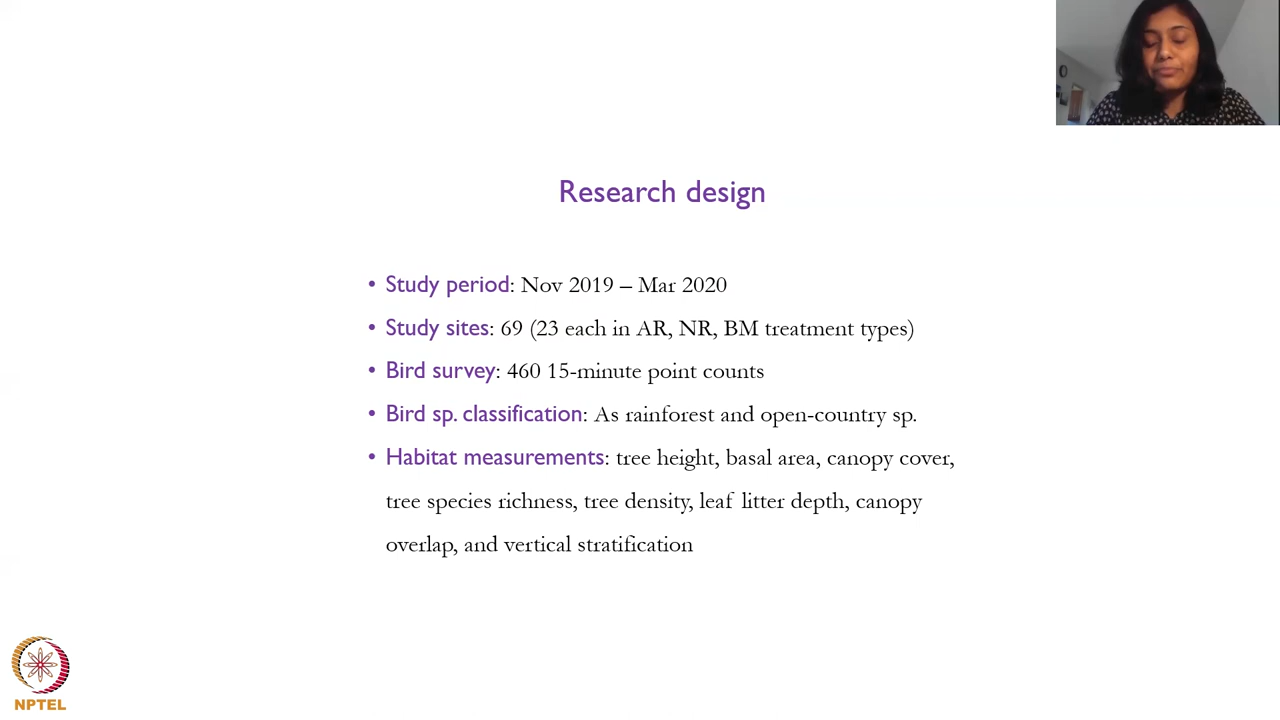 Research design
• Study period: Nov 2019 – Mar 2020
• Study sites: 69 (23 each in AR, NR, BM treatment types)
• Bird survey: 460 15-minute point counts
• Bird sp. classification: As rainforest and open-country sp.
• Habitat measurements: tree height, basal area, canopy cover,
tree species richness, tree density, leaf litter depth, canopy
overlap, and vertical stratification
NPTEL